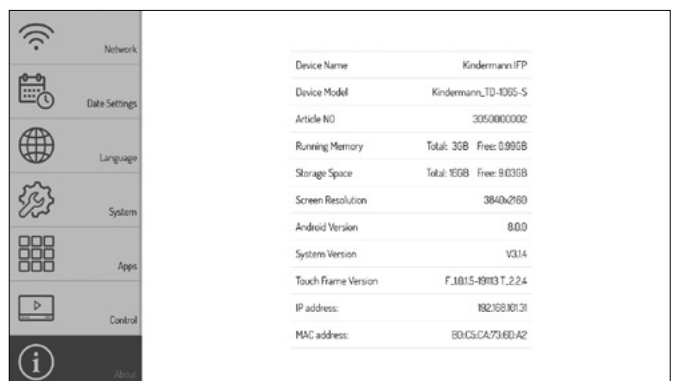 Network
Date Settings
Language
System
Apps
Control
About
Device Name Kindermann IFP
Device Model Kindermann_TD-1065-S
Article NO 3050000002
Running Memory Total: 3GB Free: 0.99GB
Storage Space Total: 16GB Free: 9.03GB
Screen Resolution 3840x2160
Android Version 8.0.0
System Version V3.1.4
Touch Frame Version F_1.8.1.5-19113 T_2.2.4
IP address: 192.168.101.31
MAC address: B0:C5:CA:73:6D:A2